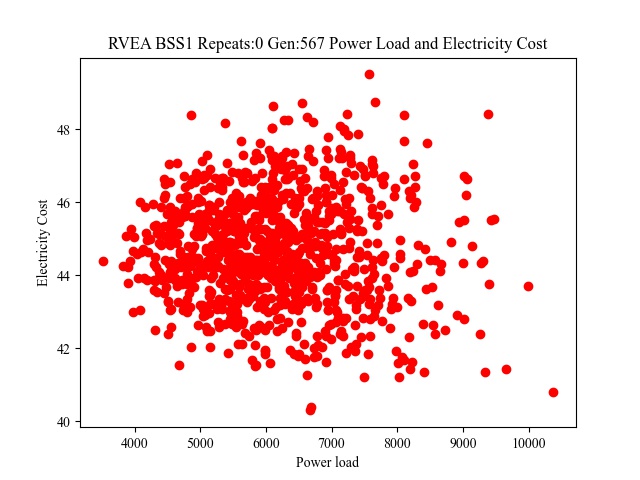 RVEA BSS1 Repeats:0 Gen:567 Power Load and Electricity Cost
Electricity Cost
48
46
44
42
40
4000 5000 6000 7000 8000 9000 10000
Power load